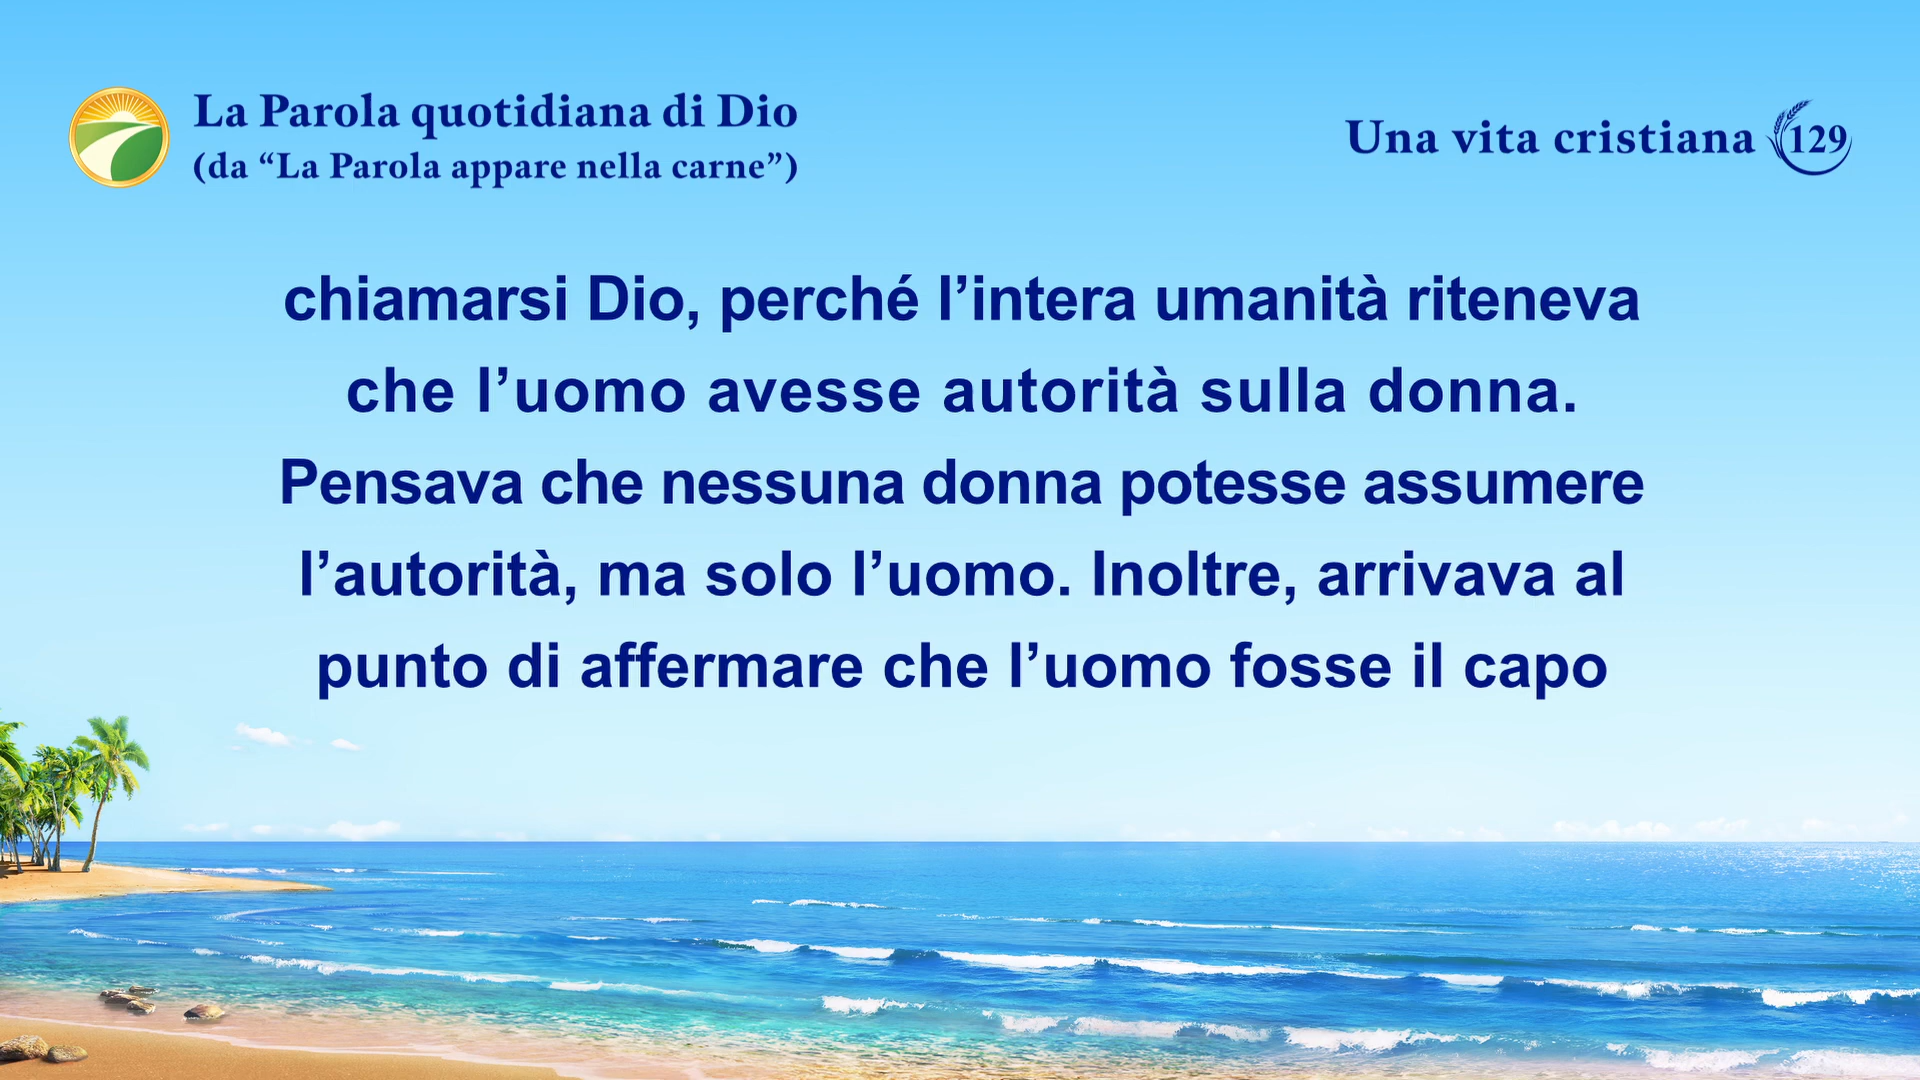 La Parola quotidiana di Dio
(da “La Parola appare nella carne”)
Una vita cristiana 129
chiamarsi Dio, perché l’intera umanità riteneva
che l’uomo avesse autorità sulla donna.
Pensava che nessuna donna potesse assumere
l’autorità, ma solo l’uomo. Inoltre, arrivava al
punto di affermare che l’uomo fosse il capo